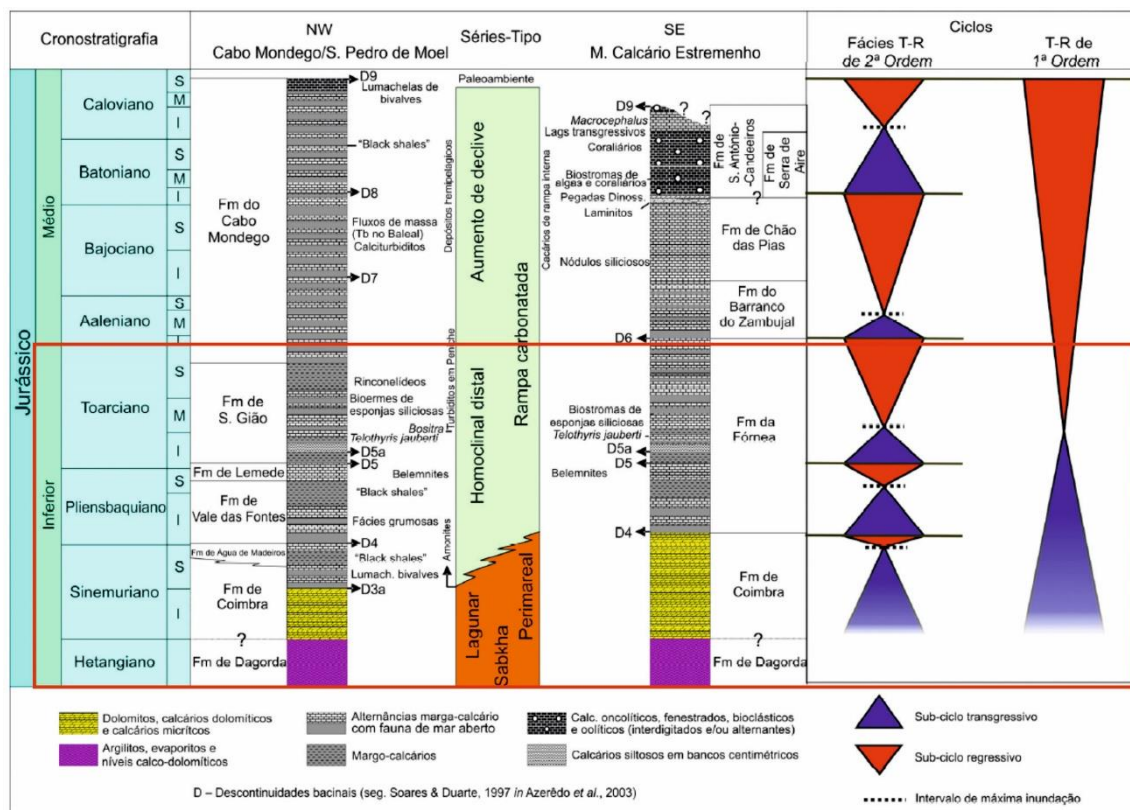 Cronostratigrafia
NW
Cabo Mondego/S. Pedro de Moel
Séries-Tipo
SE
M. Calcário Estremenho
Ciclos
Fácies T-R
de 2ª Ordem
T-R de
1ª Ordem
Jurássico
Médio
Inferior
Caloviano
S
M
I
Batoniano
S
M
I
Bajociano
S
I
Aaleniano
S
M
I
Toarciano
S
M
I
Pliensbaquiano
S
I
Sinemuriano
S
I
Hetangiano
Fm do
Cabo
Mondego
Fm de
S. Gião
Fm de Lemede
Fm de
Vale das Fontes
Fm de Água de Madeiros
Fm de
Coimbra
?
Fm de Dagorda
D9
Lumachelas de
bivalves
"Black shales"
D8
Fluxos de massa
(Tb no Baleal)
Calciturbiditos
D7
Rinconelídeos
Bioermes de
esponjas siliciosas
Bositra
Telothyris jauberti
D5a
D5
Belemnites
"Black shales"
Fácies grumosas
D4
"Black shales"
Lumach. bivalves
D3a
Depósitos hemipelágicos
Turbiditos em Peniche
Amonites
Paleoambiente
Aumento de declive
Rampa carbonatada
Homoclinal distal
Lagunar
Sabkha
Perimareal
Cacários de rampa interna
D9
?
?
Macrocephalus
Lags transgressivos
Coraliários
Biostromas de
algas e coraliários
Pegadas Dinoss.
Laminitos
Nódulos siliciosos
D6
Biostromas de
esponjas siliciosas
Telothyris jauberti
D5a
D5
Belemnites
D4
Fm de
S. António-
-Candeeiros
Fm de
Serra de
Aire
?
Fm de Chão
das Pias
Fm do
Barranco
do Zambujal
Fm da
Fórnea
Fm de
Coimbra
?
Fm de Dagorda
Dolomitos, calcários dolomíticos
e calcários micrítcos
Argilitos, evaporitos e
níveis calco-dolomíticos
Alternâncias marga-calcário
com fauna de mar aberto
Margo-calcários
Calc. oncolíticos, fenestrados, bioclásticos
e oolíticos (interdigitados e/ou alternantes)
Calcários siltosos em bancos centimétricos
Sub-ciclo transgressivo
Sub-ciclo regressivo
Intervalo de máxima inundação
D – Descontinuidades bacinais (seg. Soares & Duarte, 1997 in Azerêdo et al., 2003)